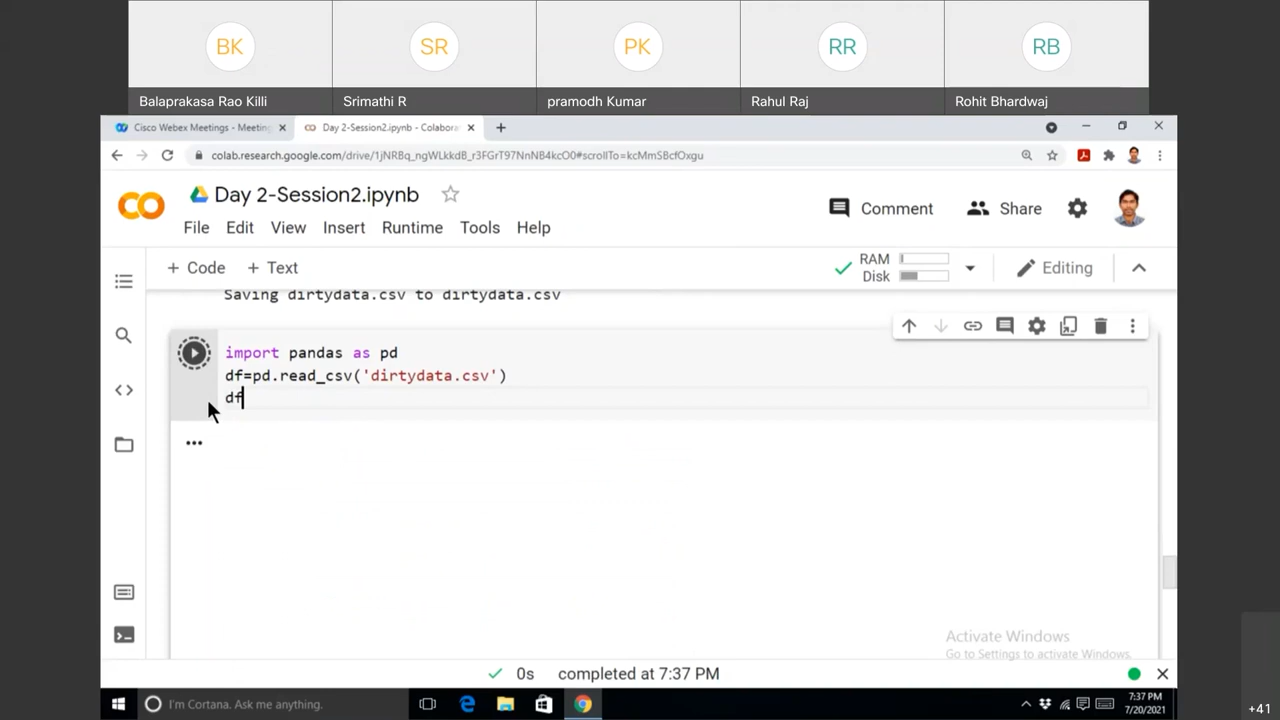 BK
SR
PK
RR
RB
Balaprakasa Rao Killi
Srimathi R
pramodh Kumar
Rahul Raj
Rohit Bhardwaj
Cisco Webex Meetings - Meeting
Day 2-Session2.ipynb - Colabora
colab.research.google.com/drive/1jNRBq_ngWLkkdB_r3FGrT97NnNB4kcO0#scrollTo=kcMmSBcfOxgu
CO
Day 2-Session2.ipynb
Comment
Share
File Edit View Insert Runtime Tools Help
+ Code + Text
RAM
Disk
Editing
Saving dirtydata.csv to dirtydata.csv
import pandas as pd
df=pd.read_csv('dirtydata.csv')
df
Activate Windows
Go to Settings to activate Windows.
0s completed at 7:37 PM
I'm Cortana. Ask me anything.
7:37 PM
7/20/2021
+41